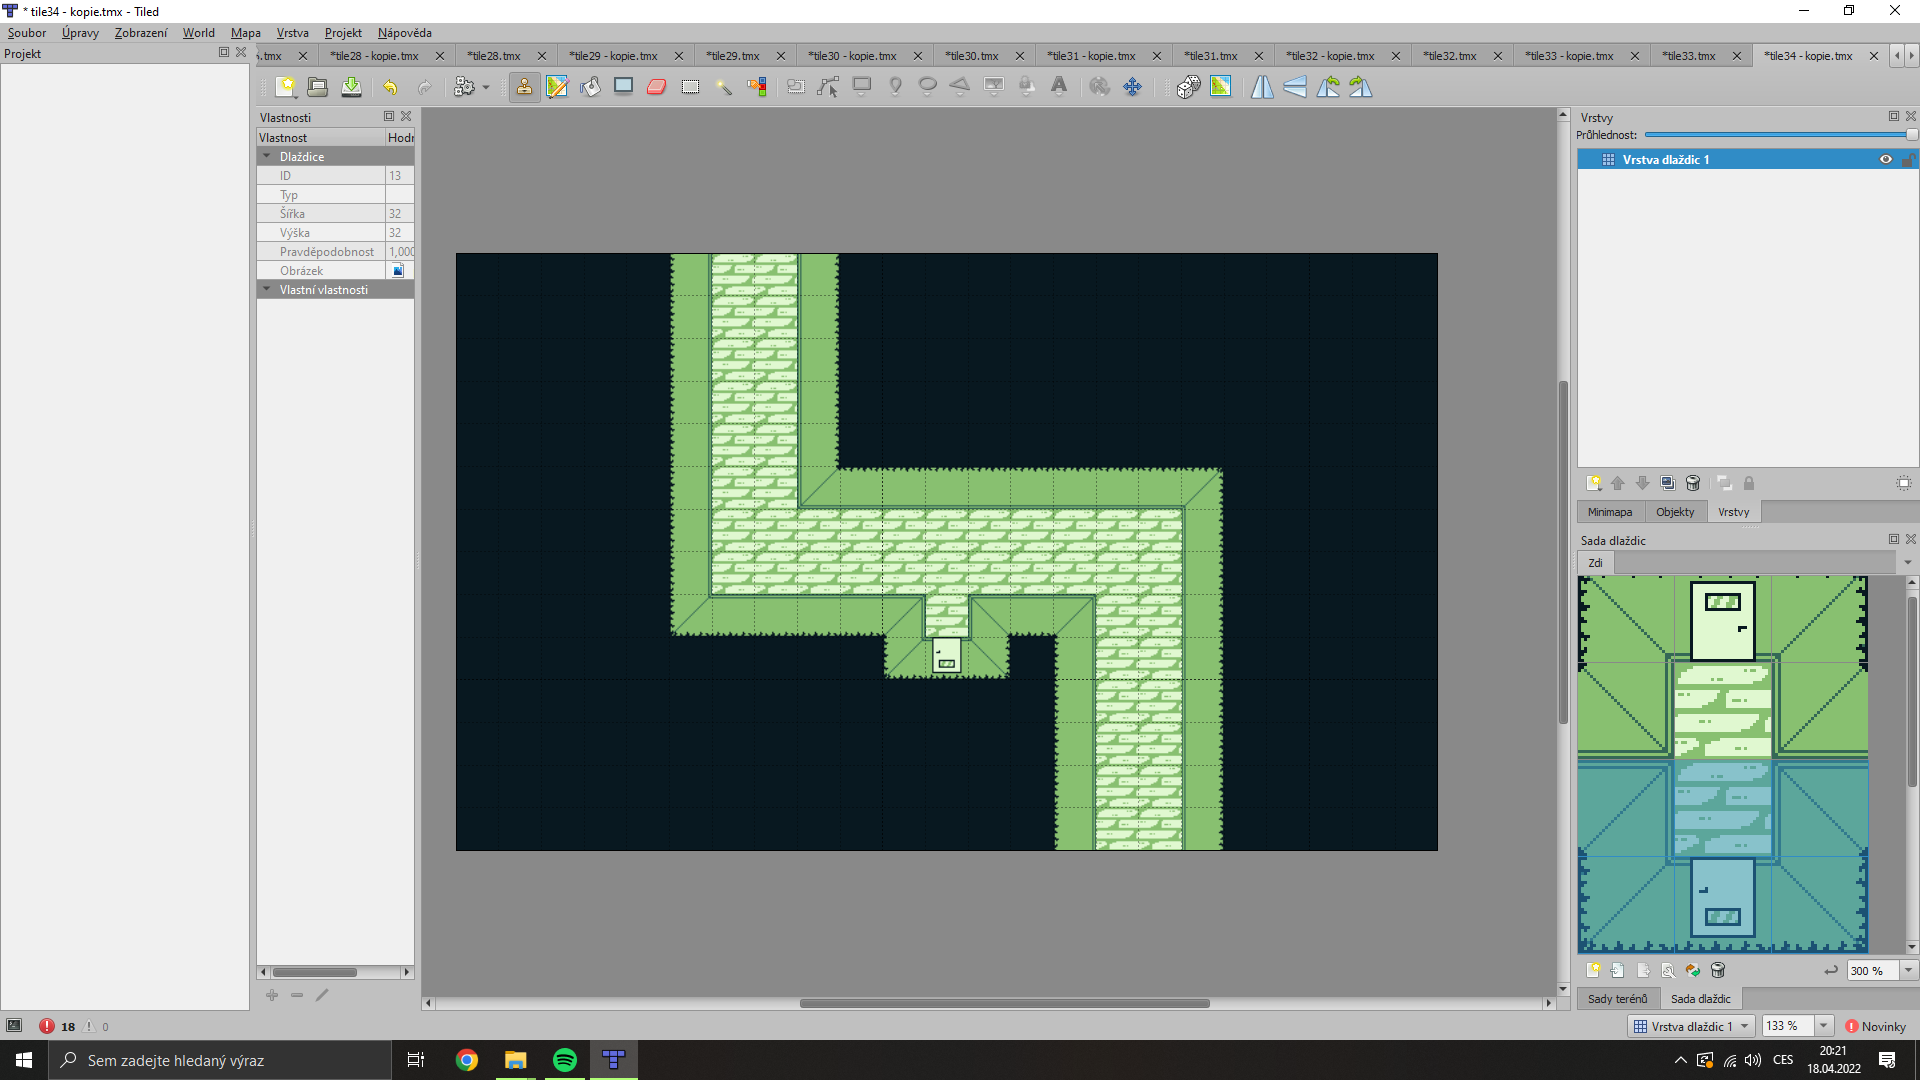 * tile34 - kopie.tmx - Tiled
Soubor Úpravy Zobrazení World Mapa Vrstva Projekt Nápověda
Projekt
.tmx *tile28 - kopie.tmx *tile28.tmx *tile29 - kopie.tmx *tile29.tmx *tile30 - kopie.tmx *tile30.tmx *tile31 - kopie.tmx *tile31.tmx *tile32 - kopie.tmx *tile32.tmx *tile33 - kopie.tmx *tile33.tmx *tile34 - kopie.tmx
Vlastnosti
Vlastnost Hodr
Dlaždice
ID 13
Typ
Šířka 32
Výška 32
Pravděpodobnost 1,000
Obrázek
Vlastní vlastnosti
Vrstvy
Průhlednost:
Vrstva dlaždic 1
Minimapa Objekty Vrstvy
Sada dlaždic
Zdi
300 %
Sady terénů Sada dlaždic
18 0
Vrstva dlaždic 1 133 % Novinky
Sem zadejte hledaný výraz
CES
20:21
18.04.2022